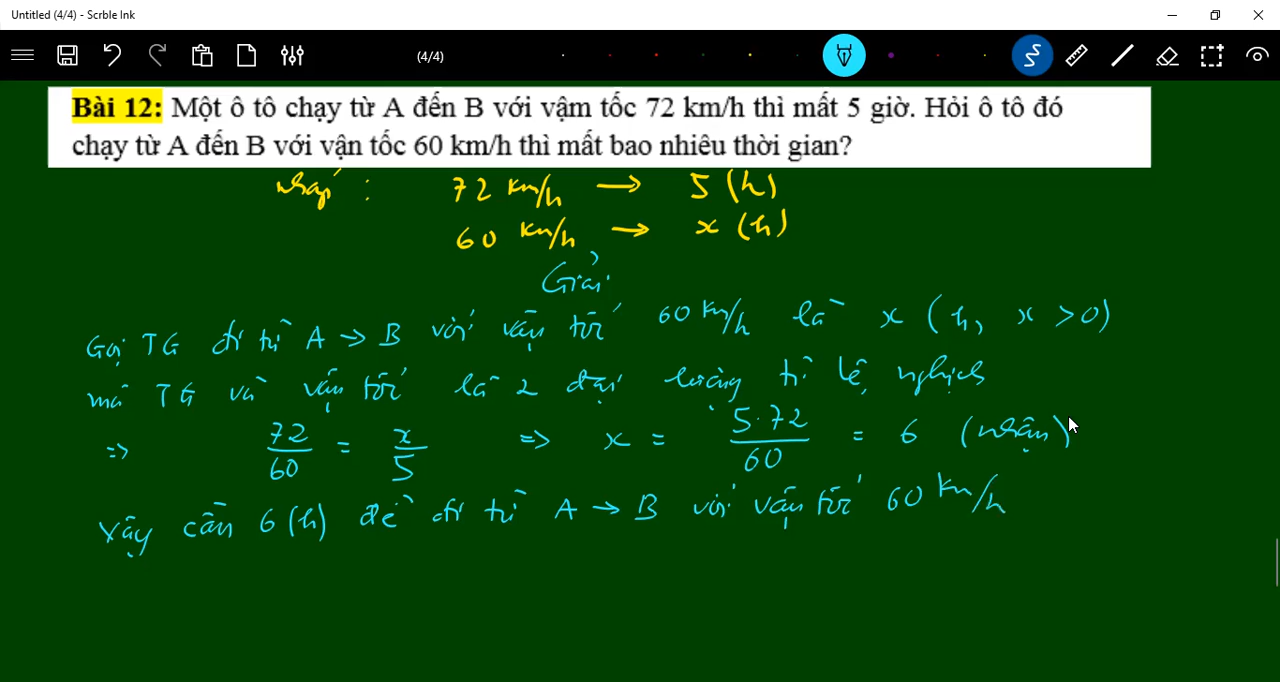 Untitled (4/4) - Scrble Ink
(4/4)
Bài 12: Một ô tô chạy từ A đến B với vậm tốc 72 km/h thì mất 5 giờ. Hỏi ô tô đó
chạy từ A đến B với vận tốc 60 km/h thì mất bao nhiêu thời gian?
nháp : 72 km/h → 5 (h)
60 km/h → x (h)
Giải
Gọi TG đi từ A → B với vận tốc 60 km/h là x (h, x > 0)
mà TG và vận tốc là 2 đại lượng tỉ lệ nghịch
=> 72/60 = x/5 => x = 5.72/60 = 6 (nhận)
Vậy cần 6 (h) để đi từ A → B với vận tốc 60 km/h